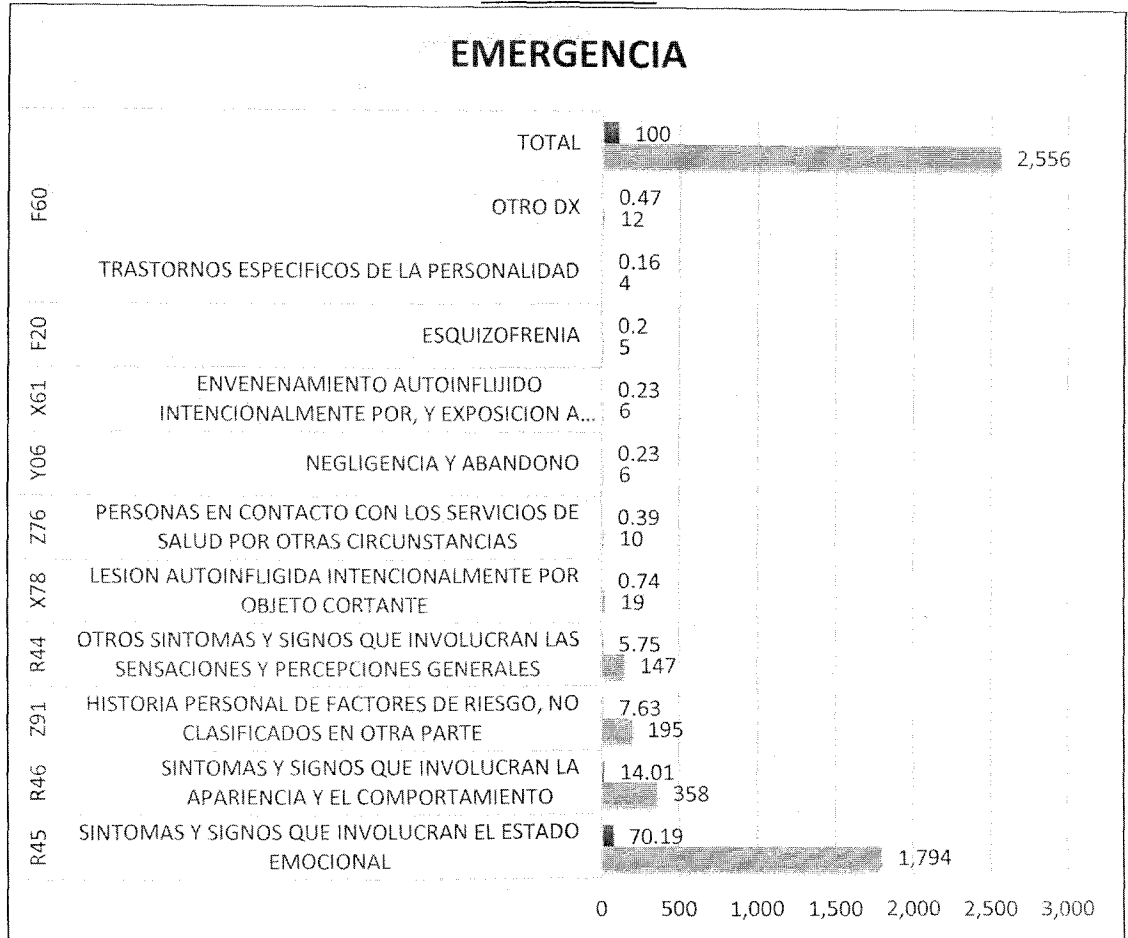 EMERGENCIA
TOTAL
100
2,556
F60
OTRO DX
0.47
12
TRASTORNOS ESPECIFICOS DE LA PERSONALIDAD
0.16
4
F20
ESQUIZOFRENIA
0.2
5
X61
ENVENENAMIENTO AUTOINFLIJIDO
INTENCIONALMENTE POR, Y EXPOSICION A...
0.23
6
Y06
NEGLIGENCIA Y ABANDONO
0.23
6
Z76
PERSONAS EN CONTACTO CON LOS SERVICIOS DE
SALUD POR OTRAS CIRCUNSTANCIAS
0.39
10
X78
LESION AUTOINFLIGIDA INTENCIONALMENTE POR
OBJETO CORTANTE
0.74
19
R44
OTROS SINTOMAS Y SIGNOS QUE INVOLUCRAN LAS
SENSACIONES Y PERCEPCIONES GENERALES
5.75
147
Z91
HISTORIA PERSONAL DE FACTORES DE RIESGO, NO
CLASIFICADOS EN OTRA PARTE
7.63
195
R46
SINTOMAS Y SIGNOS QUE INVOLUCRAN LA
APARIENCIA Y EL COMPORTAMIENTO
14.01
358
R45
SINTOMAS Y SIGNOS QUE INVOLUCRAN EL ESTADO
EMOCIONAL
70.19
1,794
0 500 1,000 1,500 2,000 2,500 3,000